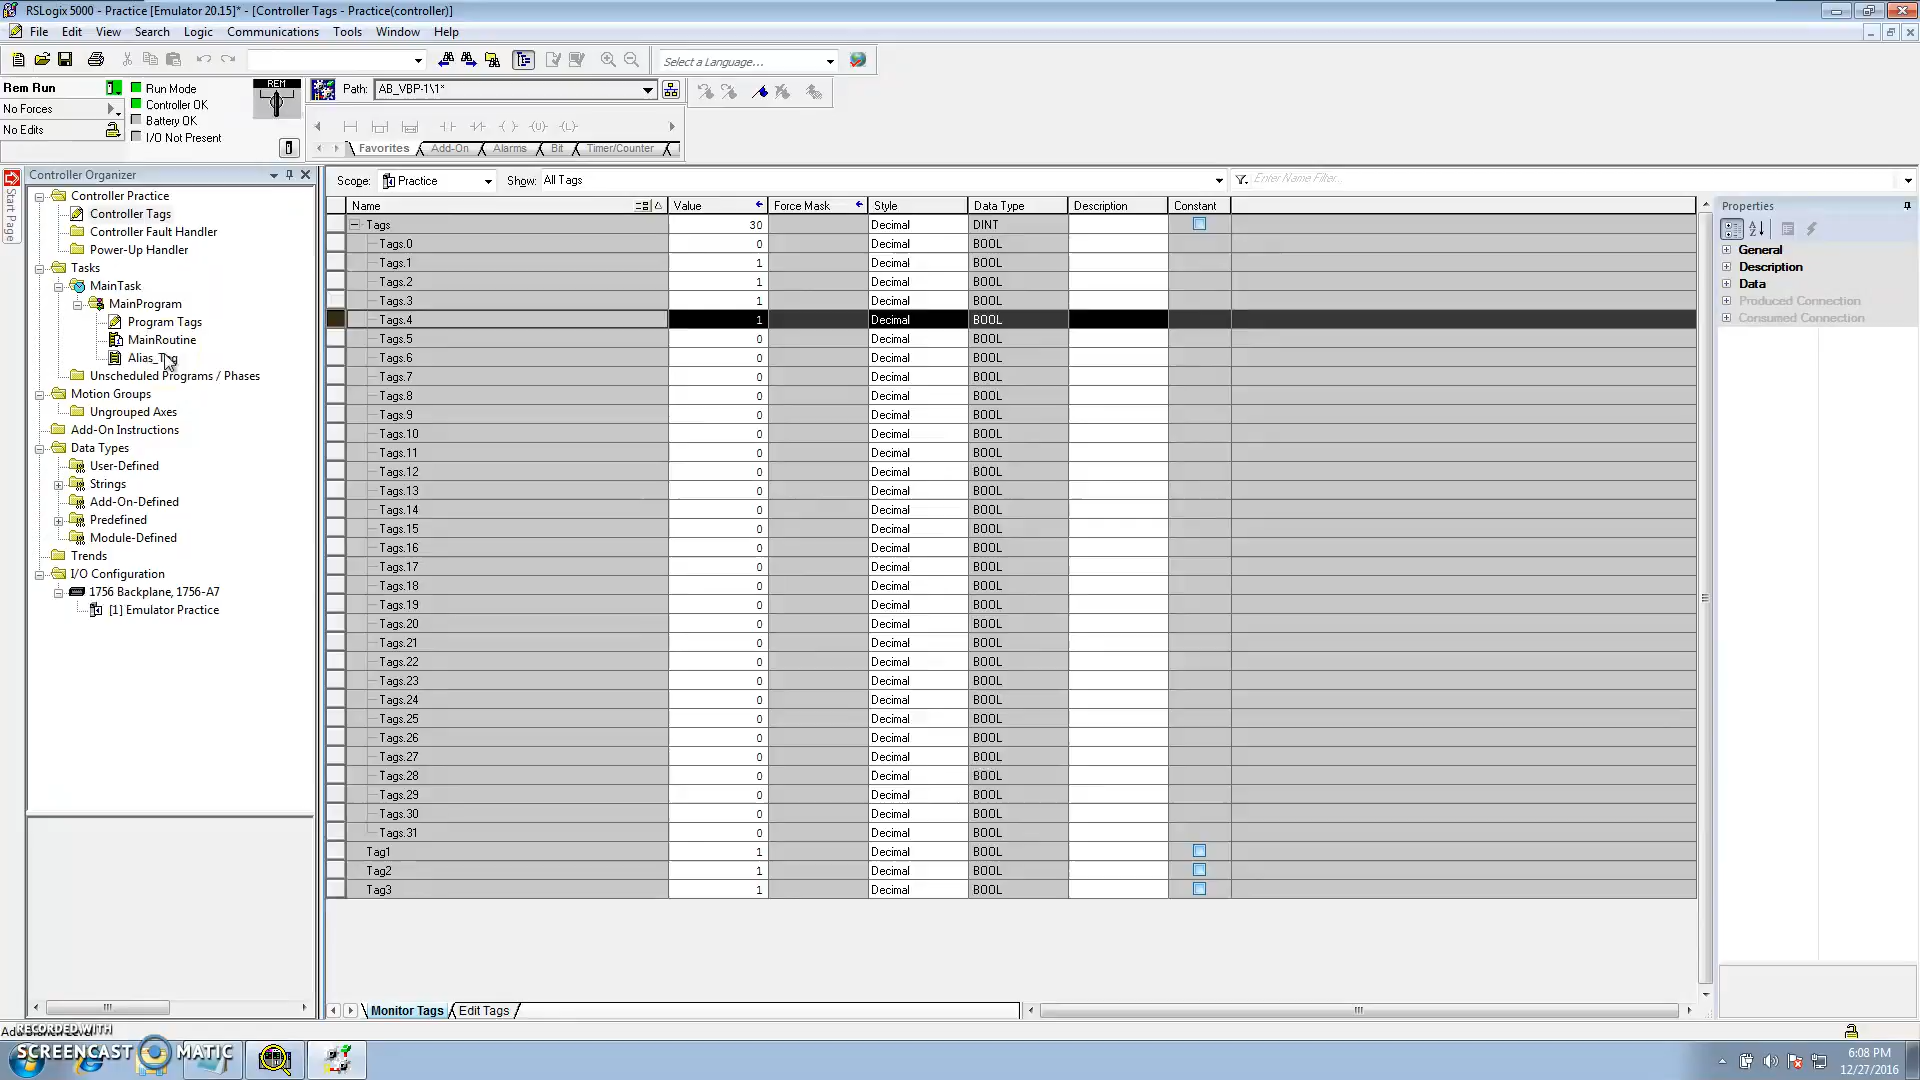 RSLogix 5000 - Practice [Emulator 20.15]* - [Controller Tags - Practice(controller)]
File Edit View Search Logic Communications Tools Window Help
Select a Language...
Rem Run
No Forces
No Edits
Run Mode
Controller OK
Battery OK
I/O Not Present
REM
Path: AB_VBP-1\1*
Favorites Add-On Alarms Bit Timer/Counter
Start Page
Controller Organizer
Controller Practice
Controller Tags
Controller Fault Handler
Power-Up Handler
Tasks
MainTask
MainProgram
Program Tags
MainRoutine
Alias_Tag
Unscheduled Programs / Phases
Motion Groups
Ungrouped Axes
Add-On Instructions
Data Types
User-Defined
Strings
Add-On-Defined
Predefined
Module-Defined
Trends
I/O Configuration
1756 Backplane, 1756-A7
[1] Emulator Practice
Scope: Practice Show: All Tags Enter Name Filter...
Name Value Force Mask Style Data Type Description Constant
Tags 30 Decimal DINT
Tags.0 0 Decimal BOOL
Tags.1 1 Decimal BOOL
Tags.2 1 Decimal BOOL
Tags.3 1 Decimal BOOL
Tags.4 1 Decimal BOOL
Tags.5 0 Decimal BOOL
Tags.6 0 Decimal BOOL
Tags.7 0 Decimal BOOL
Tags.8 0 Decimal BOOL
Tags.9 0 Decimal BOOL
Tags.10 0 Decimal BOOL
Tags.11 0 Decimal BOOL
Tags.12 0 Decimal BOOL
Tags.13 0 Decimal BOOL
Tags.14 0 Decimal BOOL
Tags.15 0 Decimal BOOL
Tags.16 0 Decimal BOOL
Tags.17 0 Decimal BOOL
Tags.18 0 Decimal BOOL
Tags.19 0 Decimal BOOL
Tags.20 0 Decimal BOOL
Tags.21 0 Decimal BOOL
Tags.22 0 Decimal BOOL
Tags.23 0 Decimal BOOL
Tags.24 0 Decimal BOOL
Tags.25 0 Decimal BOOL
Tags.26 0 Decimal BOOL
Tags.27 0 Decimal BOOL
Tags.28 0 Decimal BOOL
Tags.29 0 Decimal BOOL
Tags.30 0 Decimal BOOL
Tags.31 0 Decimal BOOL
Tag1 1 Decimal BOOL
Tag2 1 Decimal BOOL
Tag3 1 Decimal BOOL
Monitor Tags Edit Tags
Properties
General
Description
Data
Produced Connection
Consumed Connection
RECORDED WITH
SCREENCAST MATIC
6:08 PM
12/27/2016